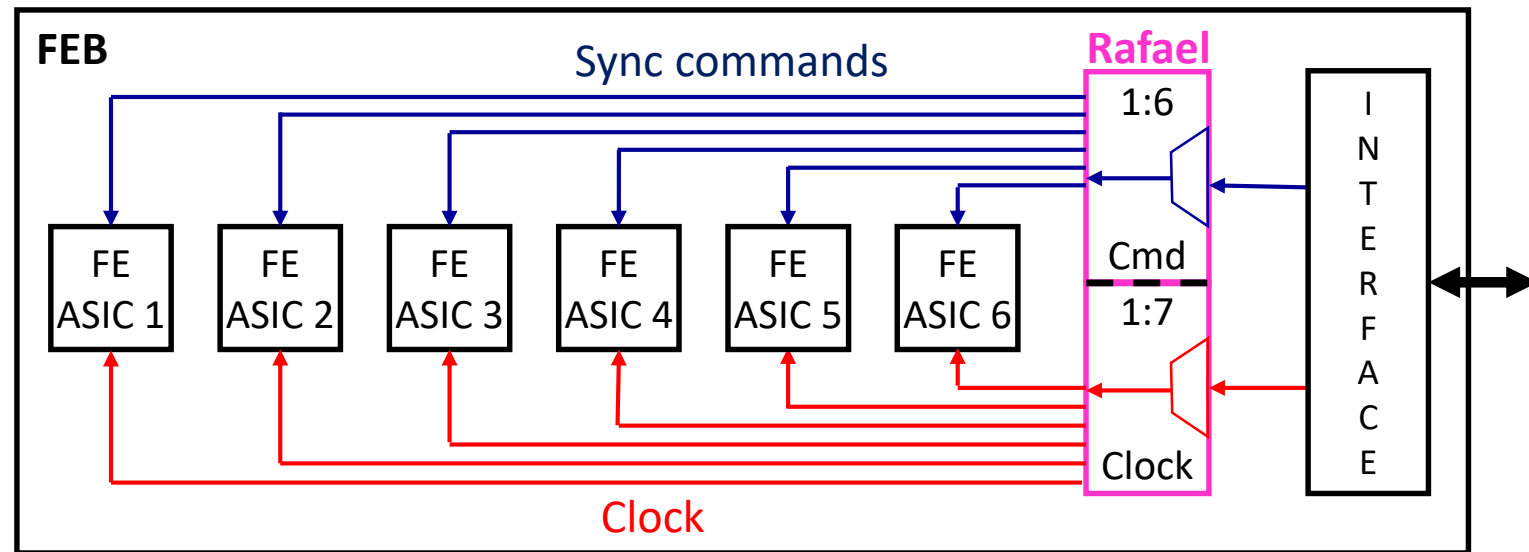 FEB
Sync commands
Rafael
1:6
Cmd
1:7
Clock
INTERFACE
FE
ASIC 1
FE
ASIC 2
FE
ASIC 3
FE
ASIC 4
FE
ASIC 5
FE
ASIC 6
Clock